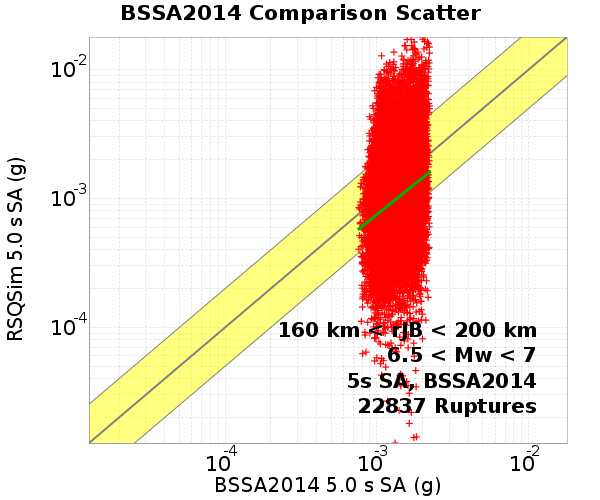 BSSA2014 Comparison Scatter
10-2
10-3
10-4
RSQSim 5.0 s SA (g)
160 km < rJB < 200 km
6.5 < Mw < 7
5s SA, BSSA2014
22837 Ruptures
10-4 10-3 10-2
BSSA2014 5.0 s SA (g)